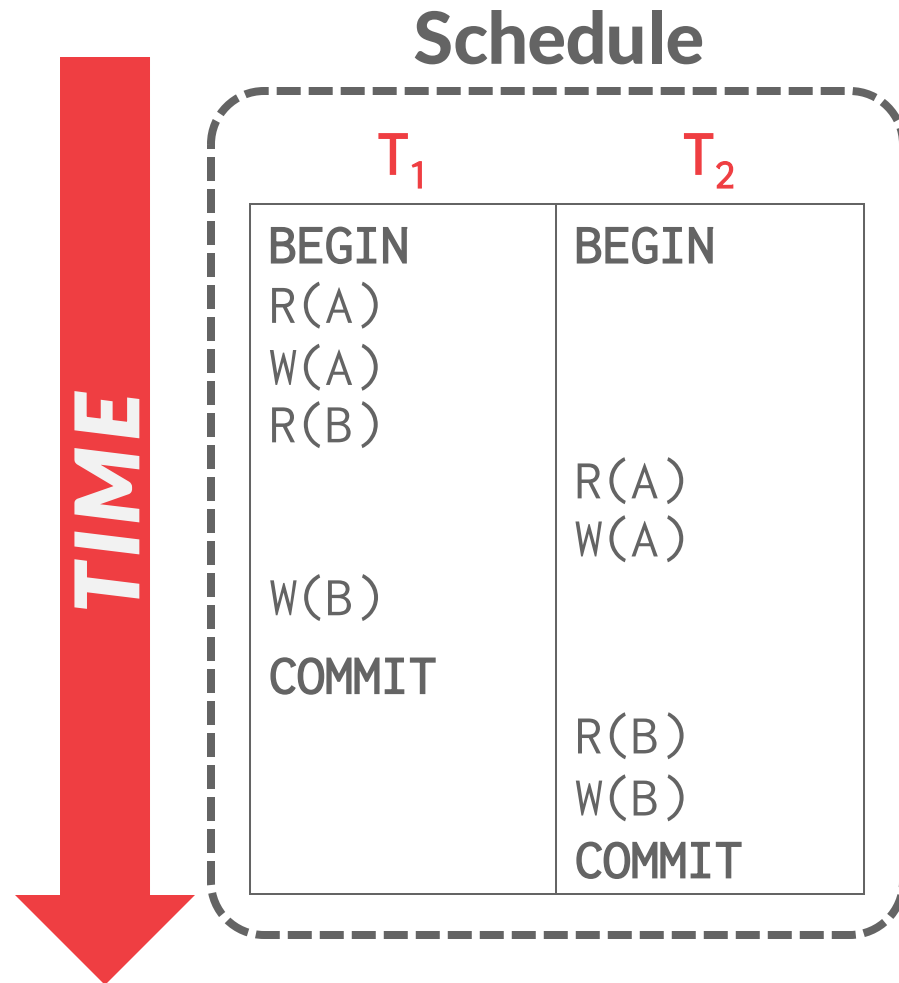 Schedule
T1 T2
BEGIN BEGIN
R(A)
W(A)
R(B)
R(A)
W(A)
W(B)
COMMIT
R(B)
W(B)
COMMIT
TIME